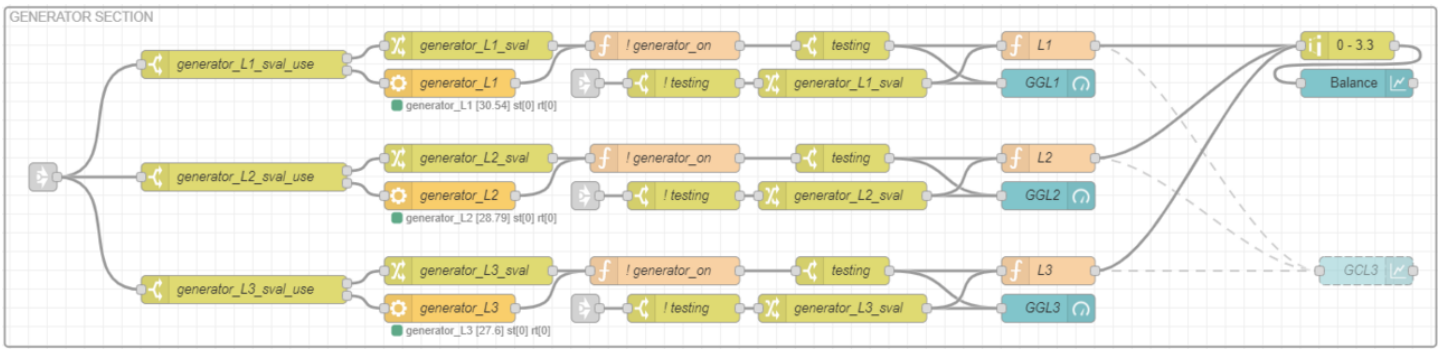 GENERATOR SECTION
generator_L1_sval
! generator_on
testing
L1
0 - 3.3
generator_L1_sval_use
generator_L1
! testing
generator_L1_sval
GGL1
Balance
generator_L1 [30.54] st[0] rt[0]
generator_L2_sval
! generator_on
testing
L2
generator_L2_sval_use
generator_L2
! testing
generator_L2_sval
GGL2
generator_L2 [28.79] st[0] rt[0]
generator_L3_sval
! generator_on
testing
L3
GCL3
generator_L3_sval_use
generator_L3
! testing
generator_L3_sval
GGL3
generator_L3 [27.6] st[0] rt[0]